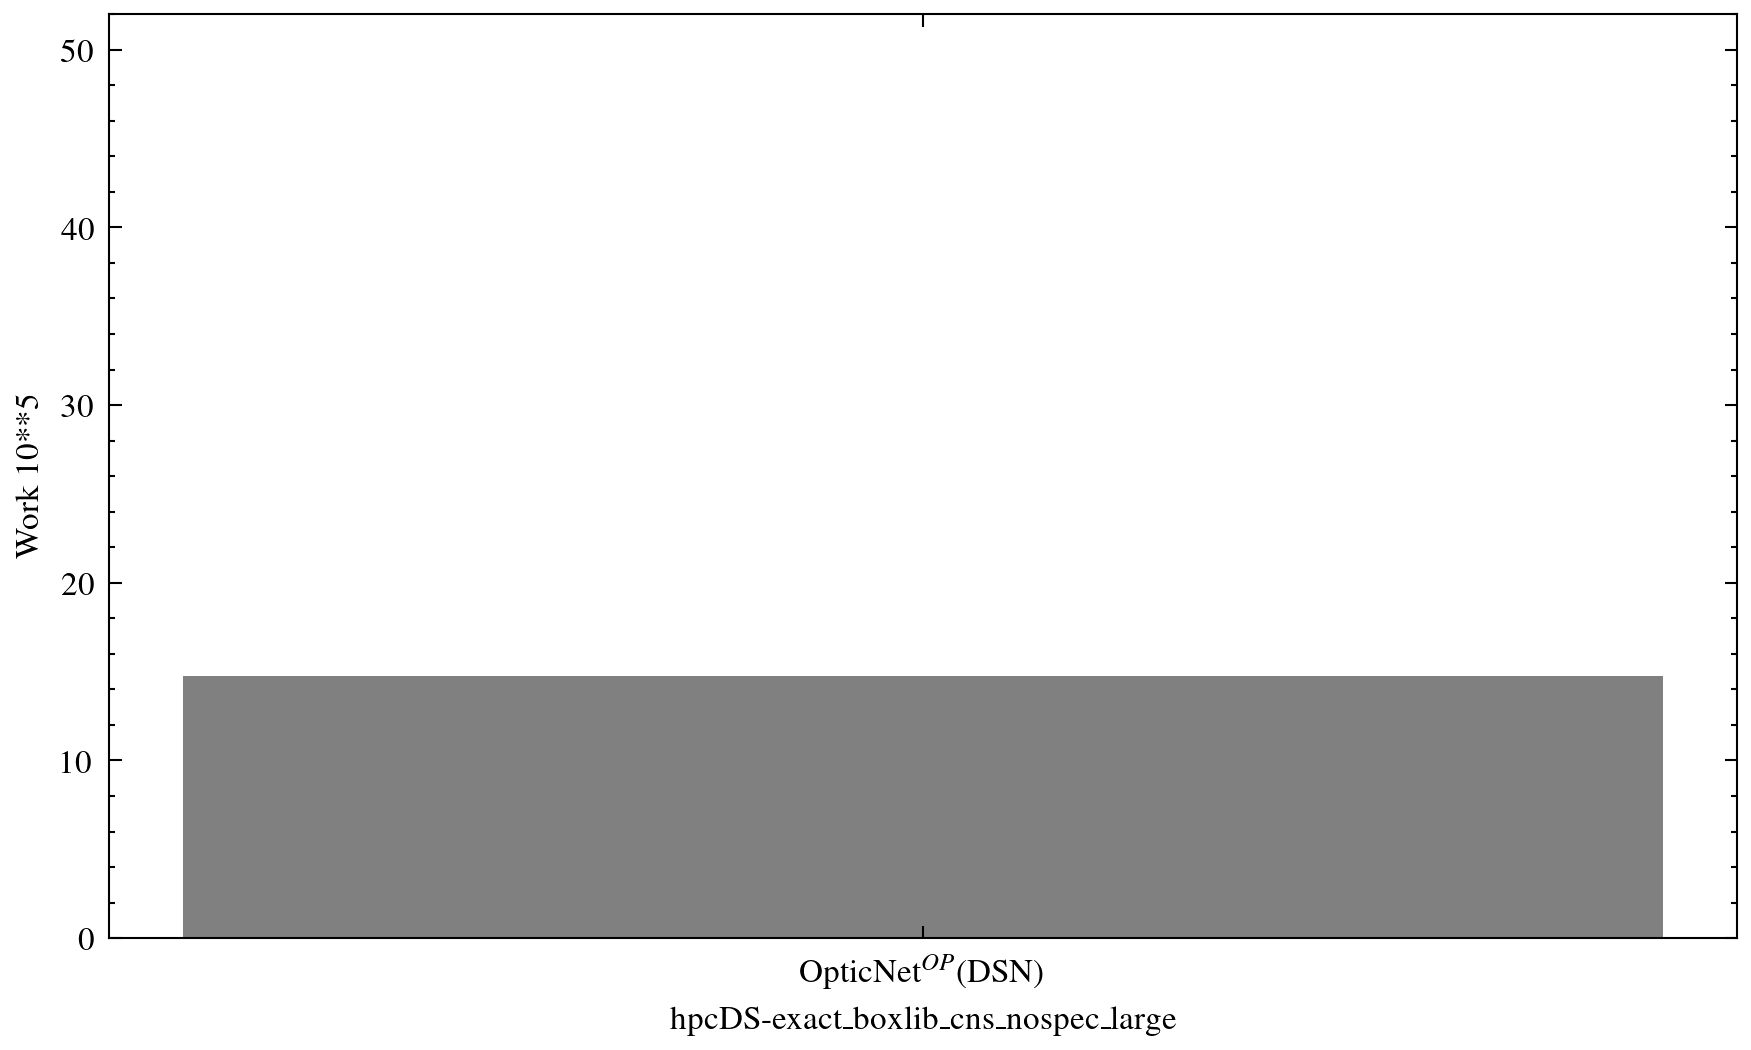 50
40
30
20
10
0
Work 10**5
OpticNet^{OP}(DSN)
hpcDS-exact_boxlib_cns_nospec_large